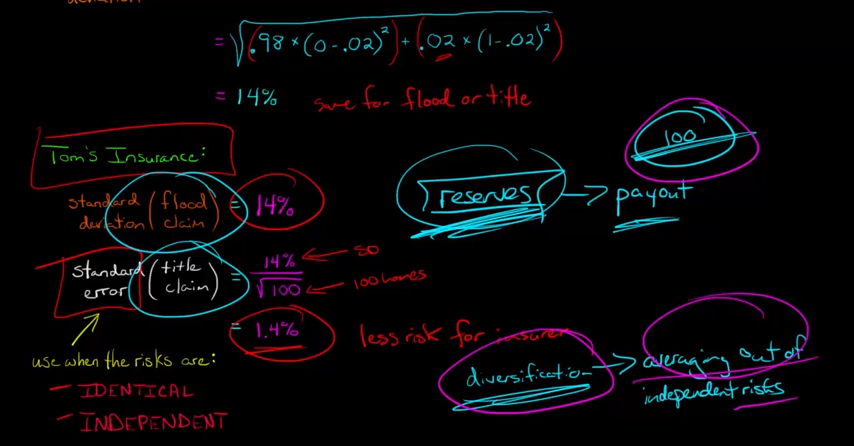 deviation
= √(.98 × (0-.02)²) + (.02 × (1-.02)²)
= 14% same for flood or title
100
Tom's Insurance:
reserves → payout
standard deviation (flood claim) = 14%
standard error (title claim) = 14% / √100
SD
100 homes
= 1.4% less risk for insurer
use when the risks are:
- IDENTICAL
- INDEPENDENT
diversification → averaging out of
independent risks